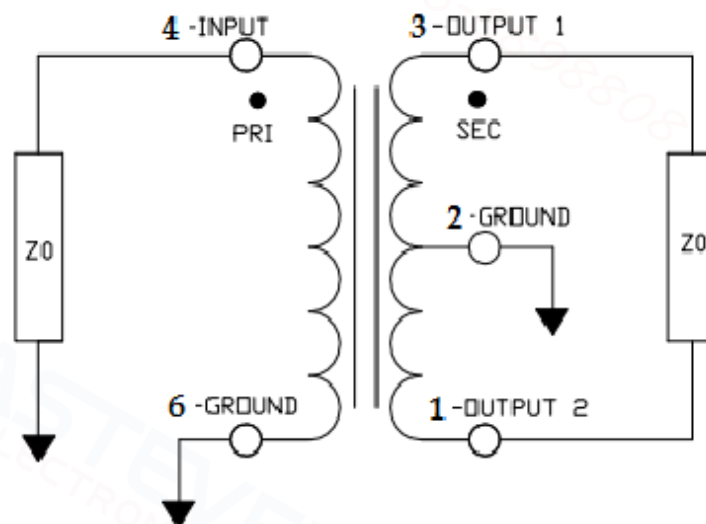 4 -INPUT
3 -OUTPUT 1
PRI
SEC
Z0
2 -GROUND
Z0
6 -GROUND
1 -OUTPUT 2